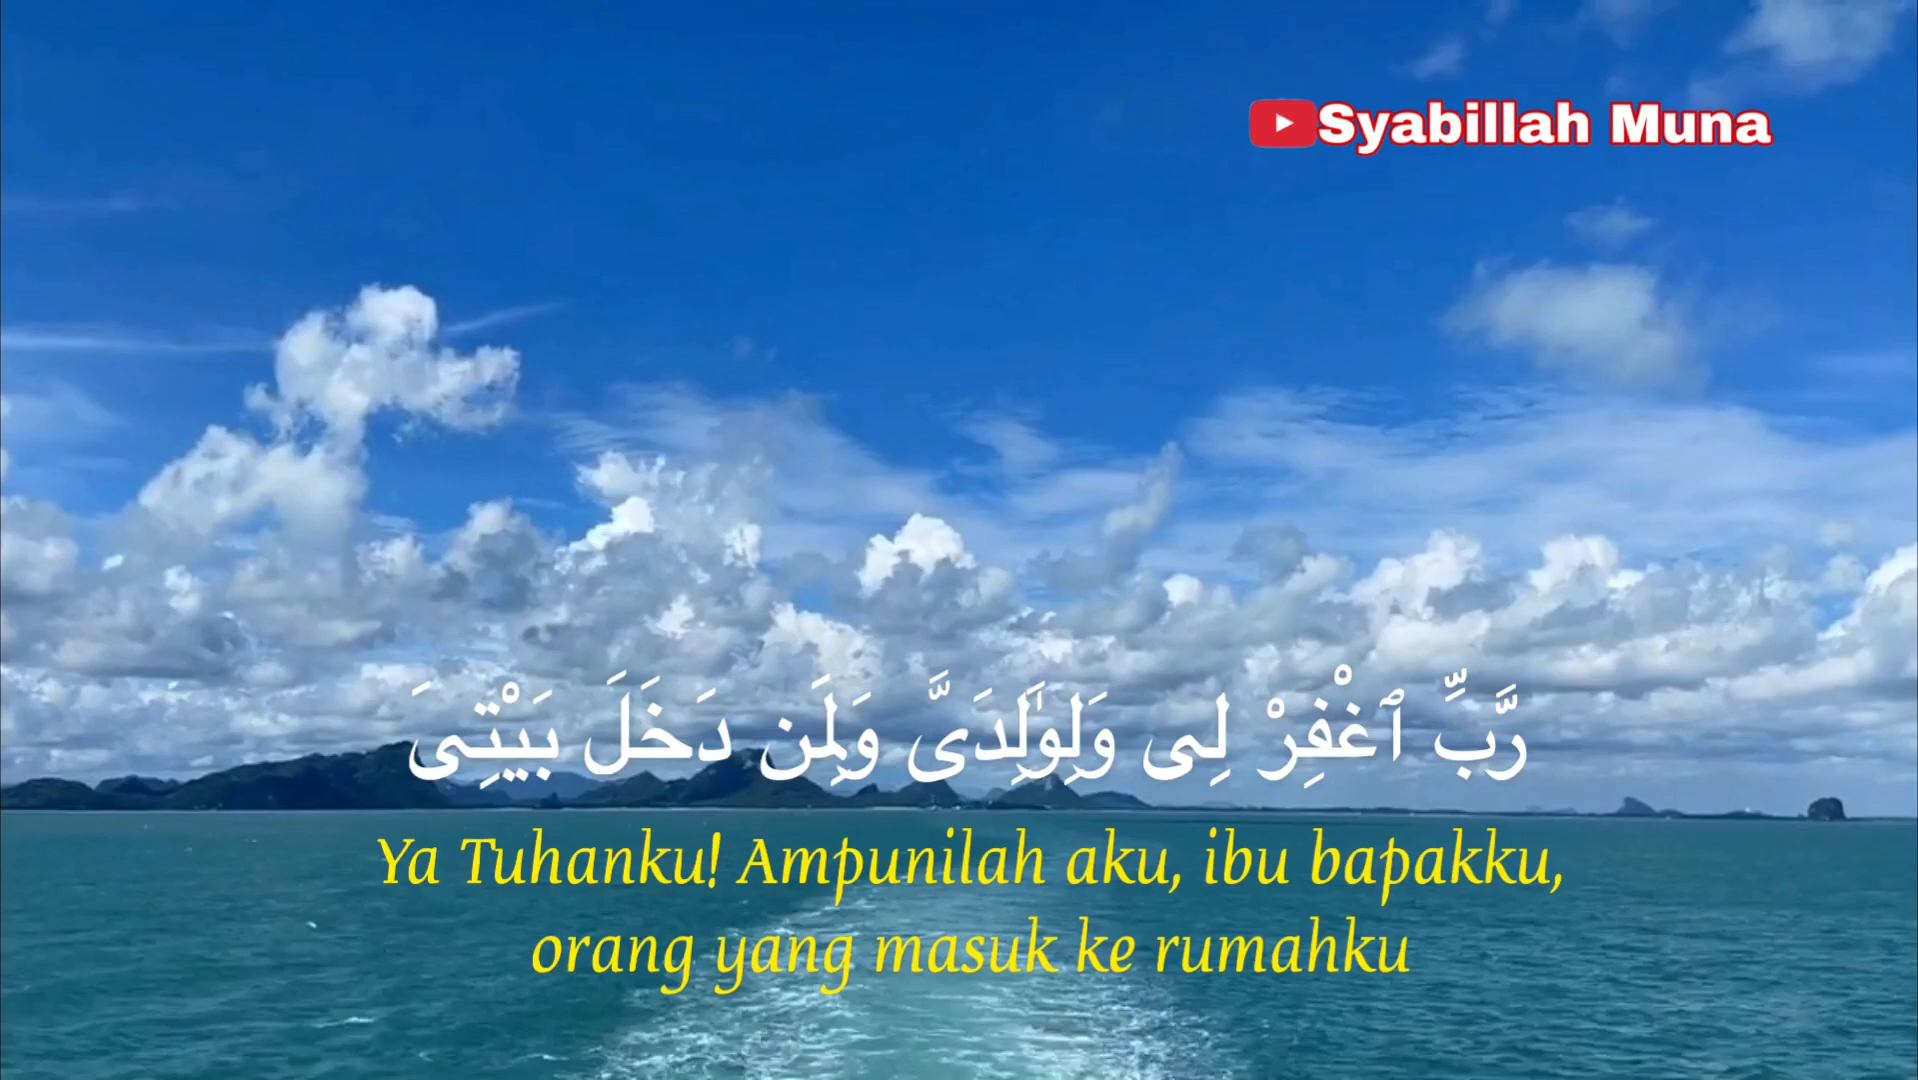 Syabillah Muna
رَّبِّ ٱغْفِرْ لِى وَلِوَٰلِدَىَّ وَلِمَن دَخَلَ بَيْتِىَ
Ya Tuhanku! Ampunilah aku, ibu bapakku,
orang yang masuk ke rumahku